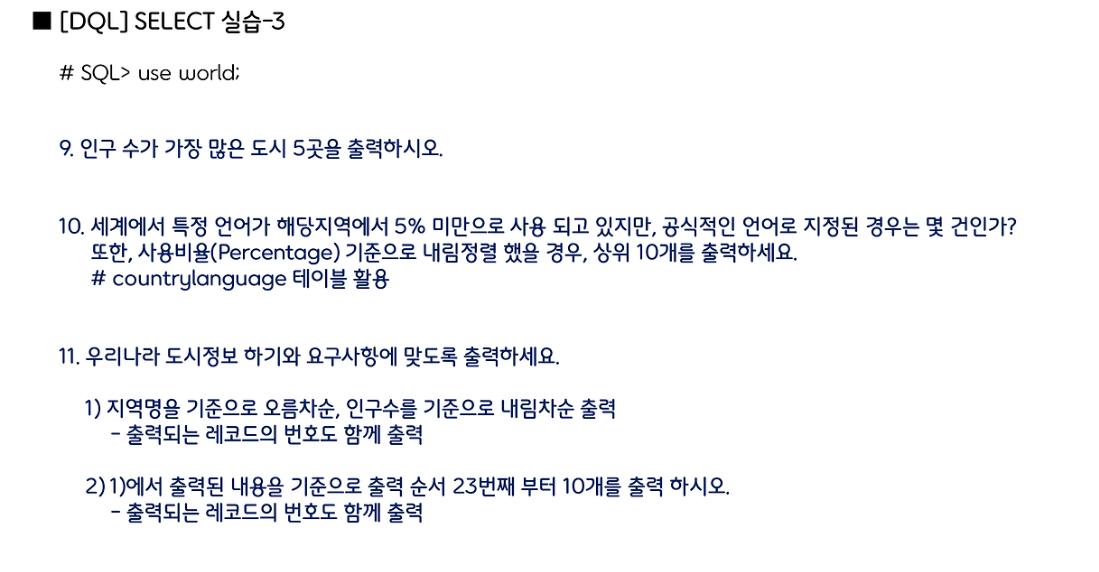 ■ [DQL] SELECT 실습-3
# SQL> use world;
9. 인구 수가 가장 많은 도시 5곳을 출력하시오.
10. 세계에서 특정 언어가 해당지역에서 5% 미만으로 사용 되고 있지만, 공식적인 언어로 지정된 경우는 몇 건인가?
또한, 사용비율(Percentage) 기준으로 내림정렬 했을 경우, 상위 10개를 출력하세요.
# countrylanguage 테이블 활용
11. 우리나라 도시정보 하기와 요구사항에 맞도록 출력하세요.
1) 지역명을 기준으로 오름차순, 인구수를 기준으로 내림차순 출력
- 출력되는 레코드의 번호도 함께 출력
2) 1)에서 출력된 내용을 기준으로 출력 순서 23번째 부터 10개를 출력 하시오.
- 출력되는 레코드의 번호도 함께 출력